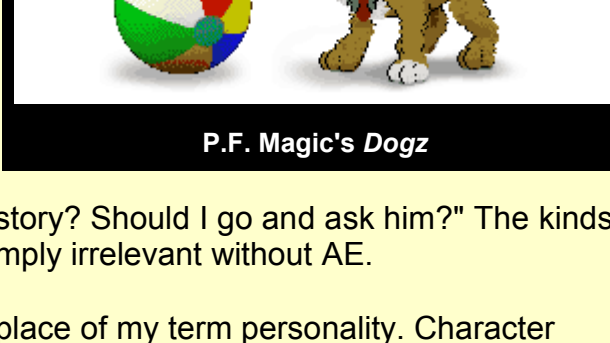 P.F. Magic's Dogz
story? Should I go and ask him?" The kinds
mply irrelevant without AE.
place of my term personality. Character